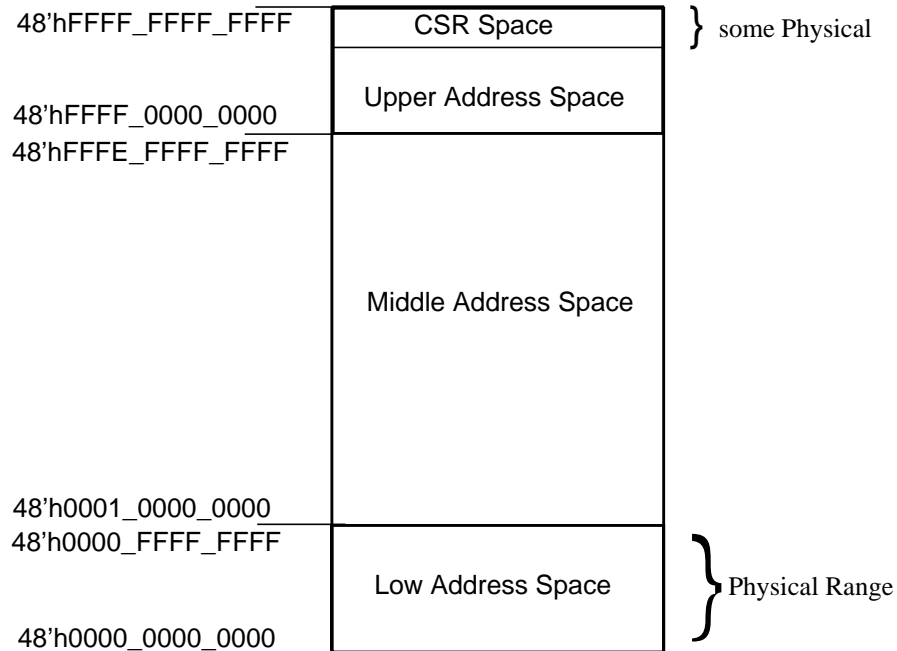 48'hFFFF_FFFF_FFFF
CSR Space
some Physical
Upper Address Space
48'hFFFF_0000_0000
48'hFFFE_FFFF_FFFF
Middle Address Space
48'h0001_0000_0000
48'h0000_FFFF_FFFF
Low Address Space
Physical Range
48'h0000_0000_0000